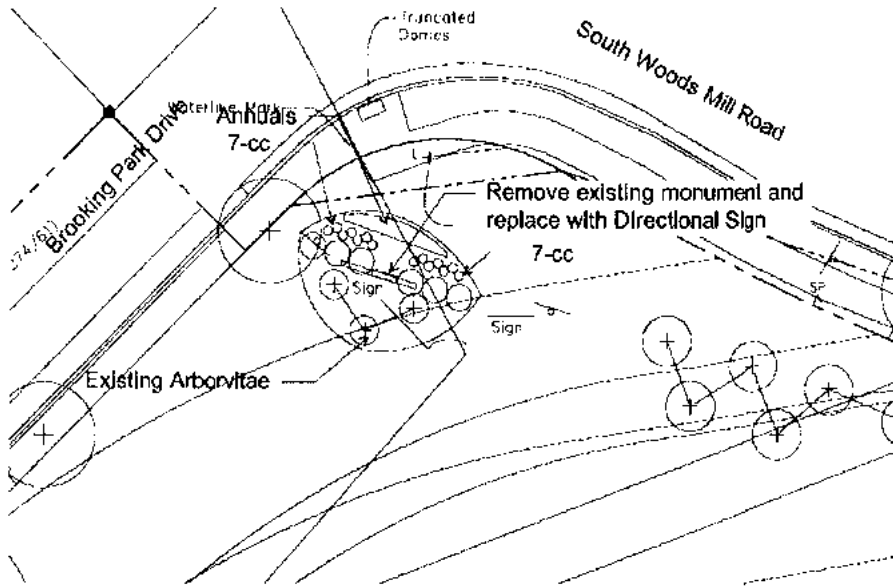 Truncated
Domes
South Woods Mill Road
Annuals
7-cc
Brooking Park Drive
Remove existing monument and
replace with Directional Sign
7-cc
Sign
Sign
Existing Arborvitae